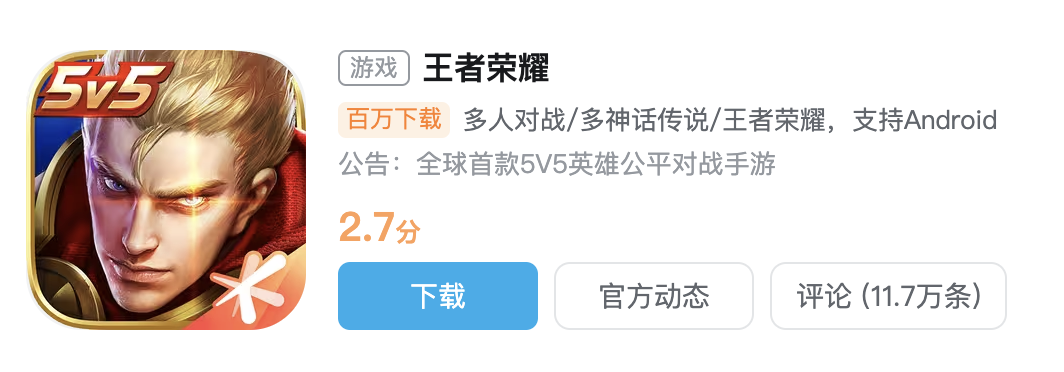 5v5
游戏 王者荣耀
百万下载 多人对战/多神话传说/王者荣耀，支持Android
公告：全球首款5V5英雄公平对战手游
2.7分
下载 官方动态 评论 (11.7万条)